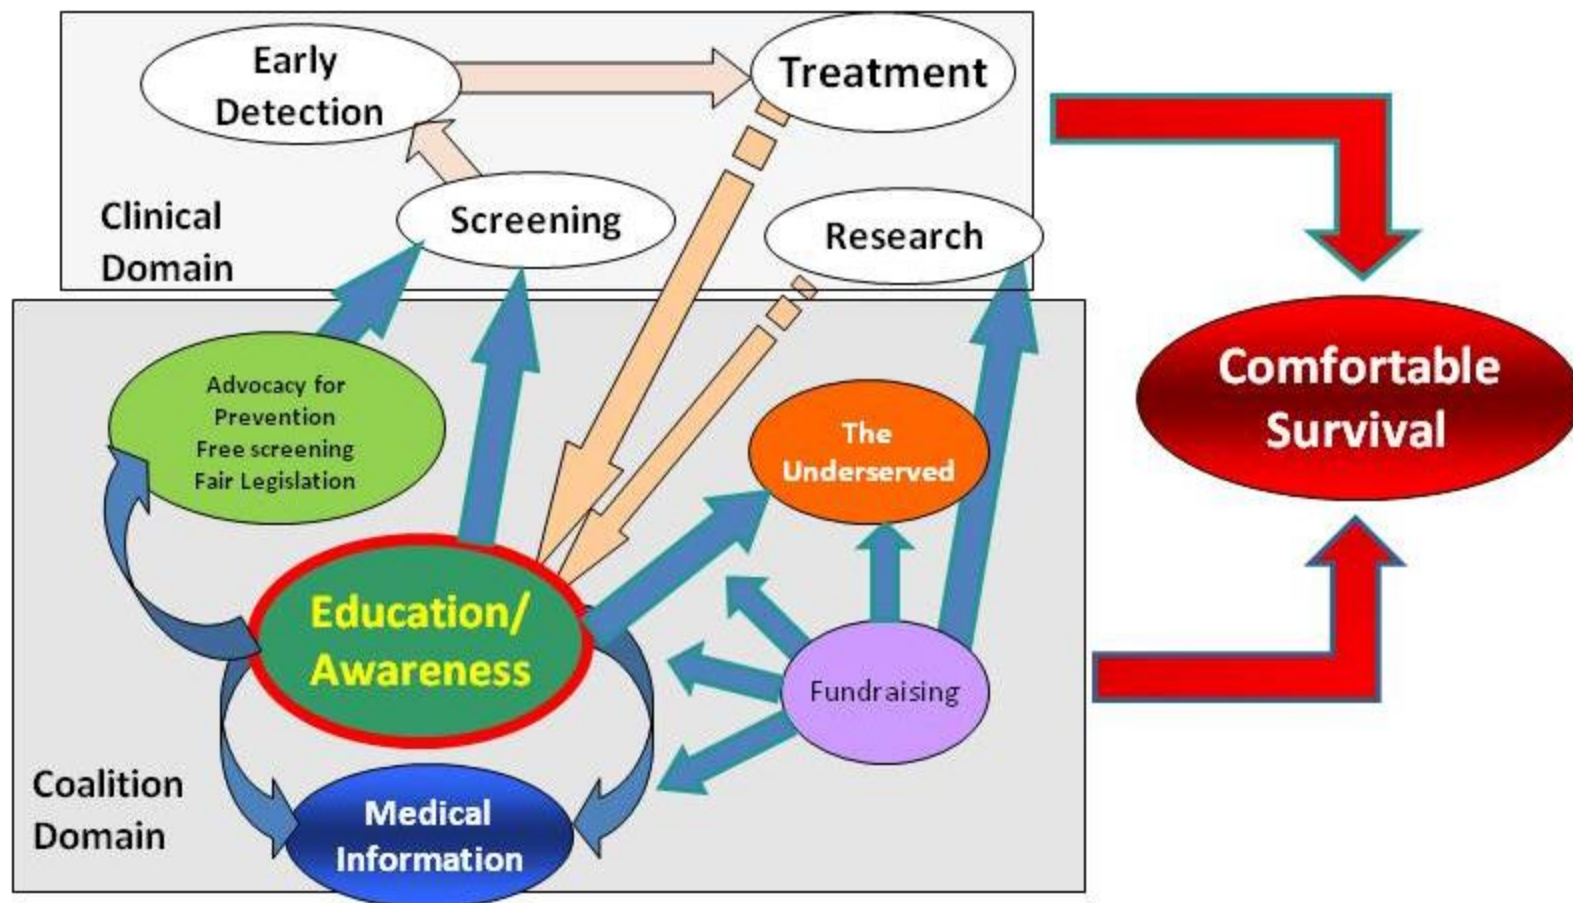 Early
Detection
Treatment
Screening
Research
Clinical
Domain
Advocacy for
Prevention
Free screening
Fair Legislation
The
Underserved
Comfortable
Survival
Education/
Awareness
Fundraising
Coalition
Domain
Medical
Information